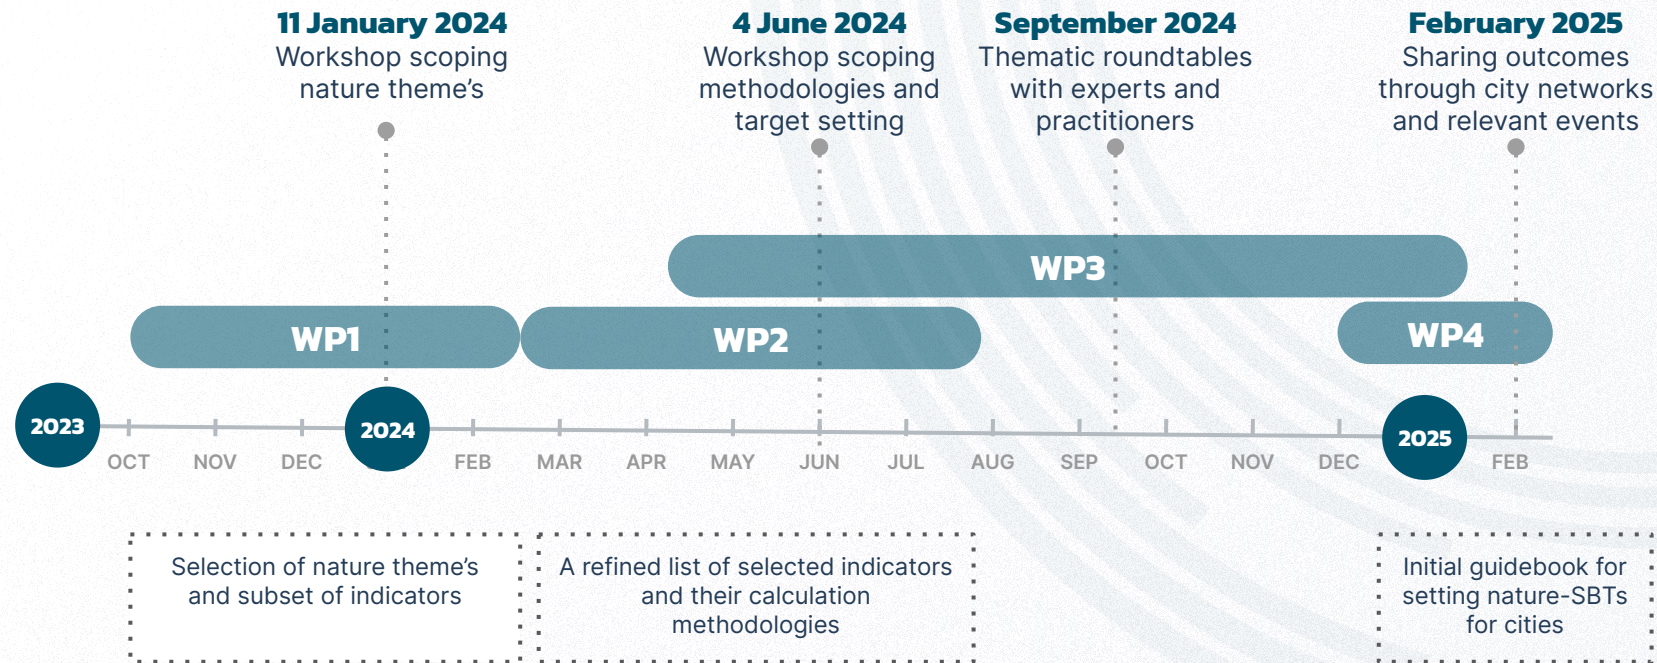 11 January 2024
Workshop scoping
nature theme's
4 June 2024
Workshop scoping
methodologies and
target setting
September 2024
Thematic roundtables
with experts and
practitioners
February 2025
Sharing outcomes
through city networks
and relevant events
WP3
WP1
WP2
WP4
2023
2024
2025
OCT
NOV
DEC
FEB
MAR
APR
MAY
JUN
JUL
AUG
SEP
OCT
NOV
DEC
FEB
Selection of nature theme's
and subset of indicators
A refined list of selected indicators
and their calculation
methodologies
Initial guidebook for
setting nature-SBTs
for cities